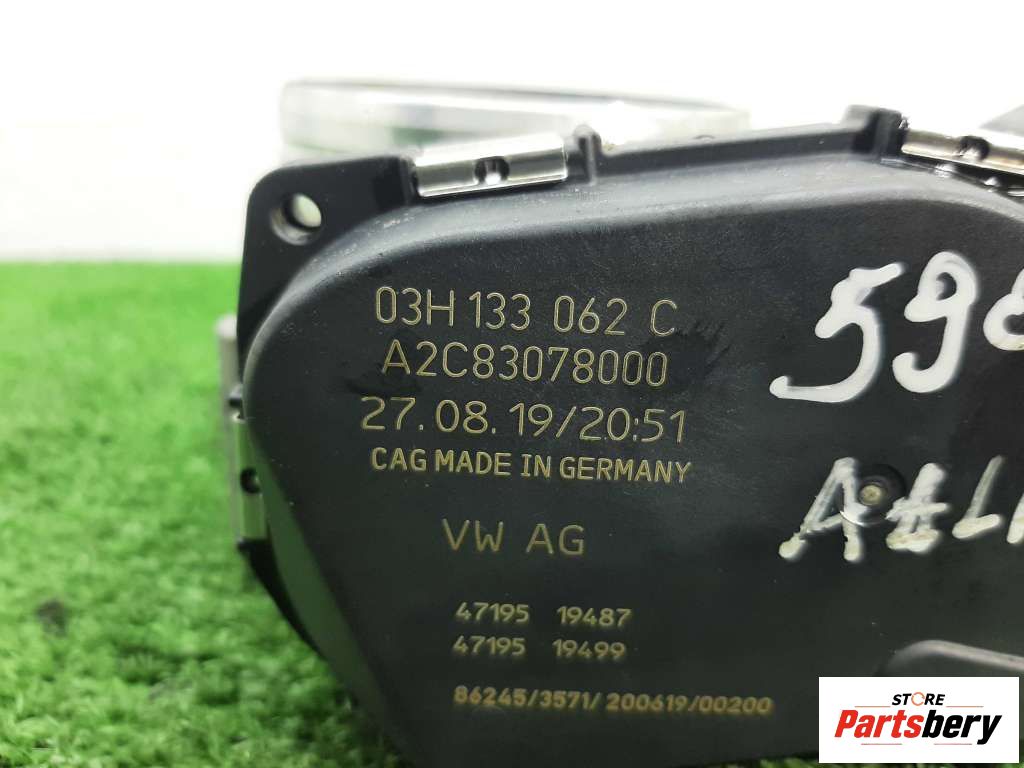 03H 133 062 C
A2C83078000
27.08.19/20:51
CAG MADE IN GERMANY
VW AG
47195 19487
47195 19499
86245/3571/200619/00200
STORE
Partsbery